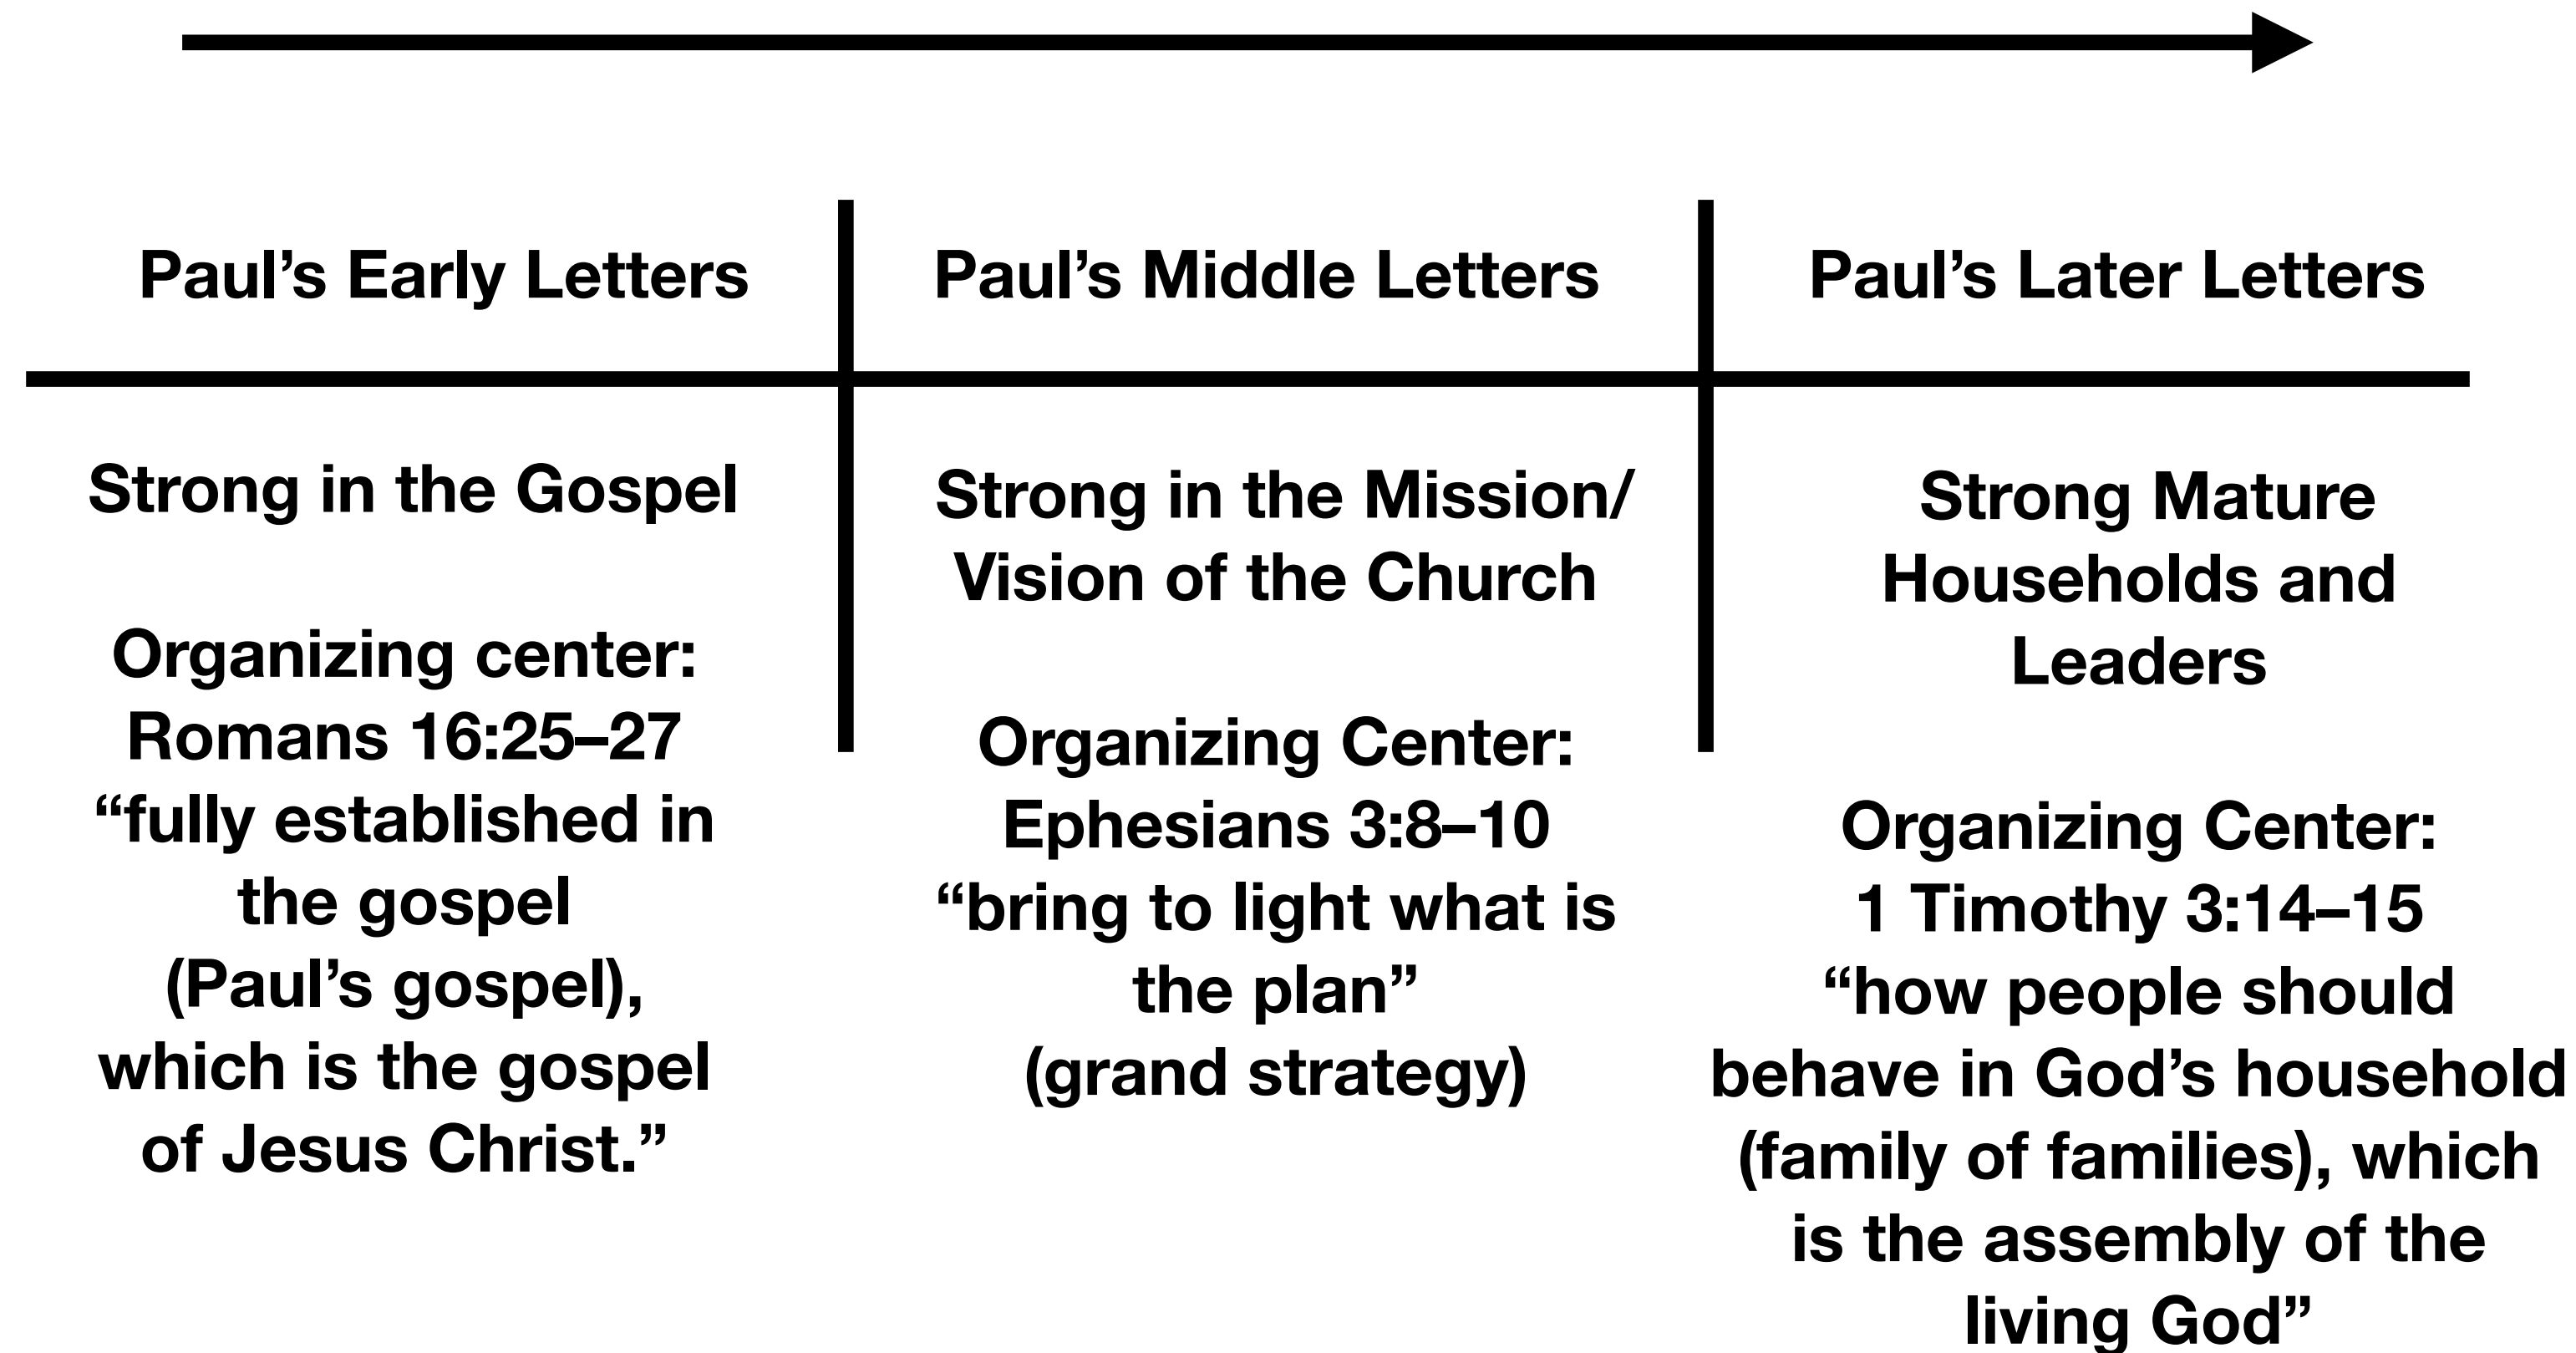 Paul’s Early Letters
Paul’s Middle Letters
Paul’s Later Letters
Strong in the Gospel
Organizing center:
Romans 16:25–27
“fully established in
the gospel
(Paul’s gospel),
which is the gospel
of Jesus Christ.”
Strong in the Mission/
Vision of the Church
Organizing Center:
Ephesians 3:8–10
“bring to light what is
the plan”
(grand strategy)
Strong Mature
Households and
Leaders
Organizing Center:
1 Timothy 3:14–15
“how people should
behave in God’s household
(family of families), which
is the assembly of the
living God”